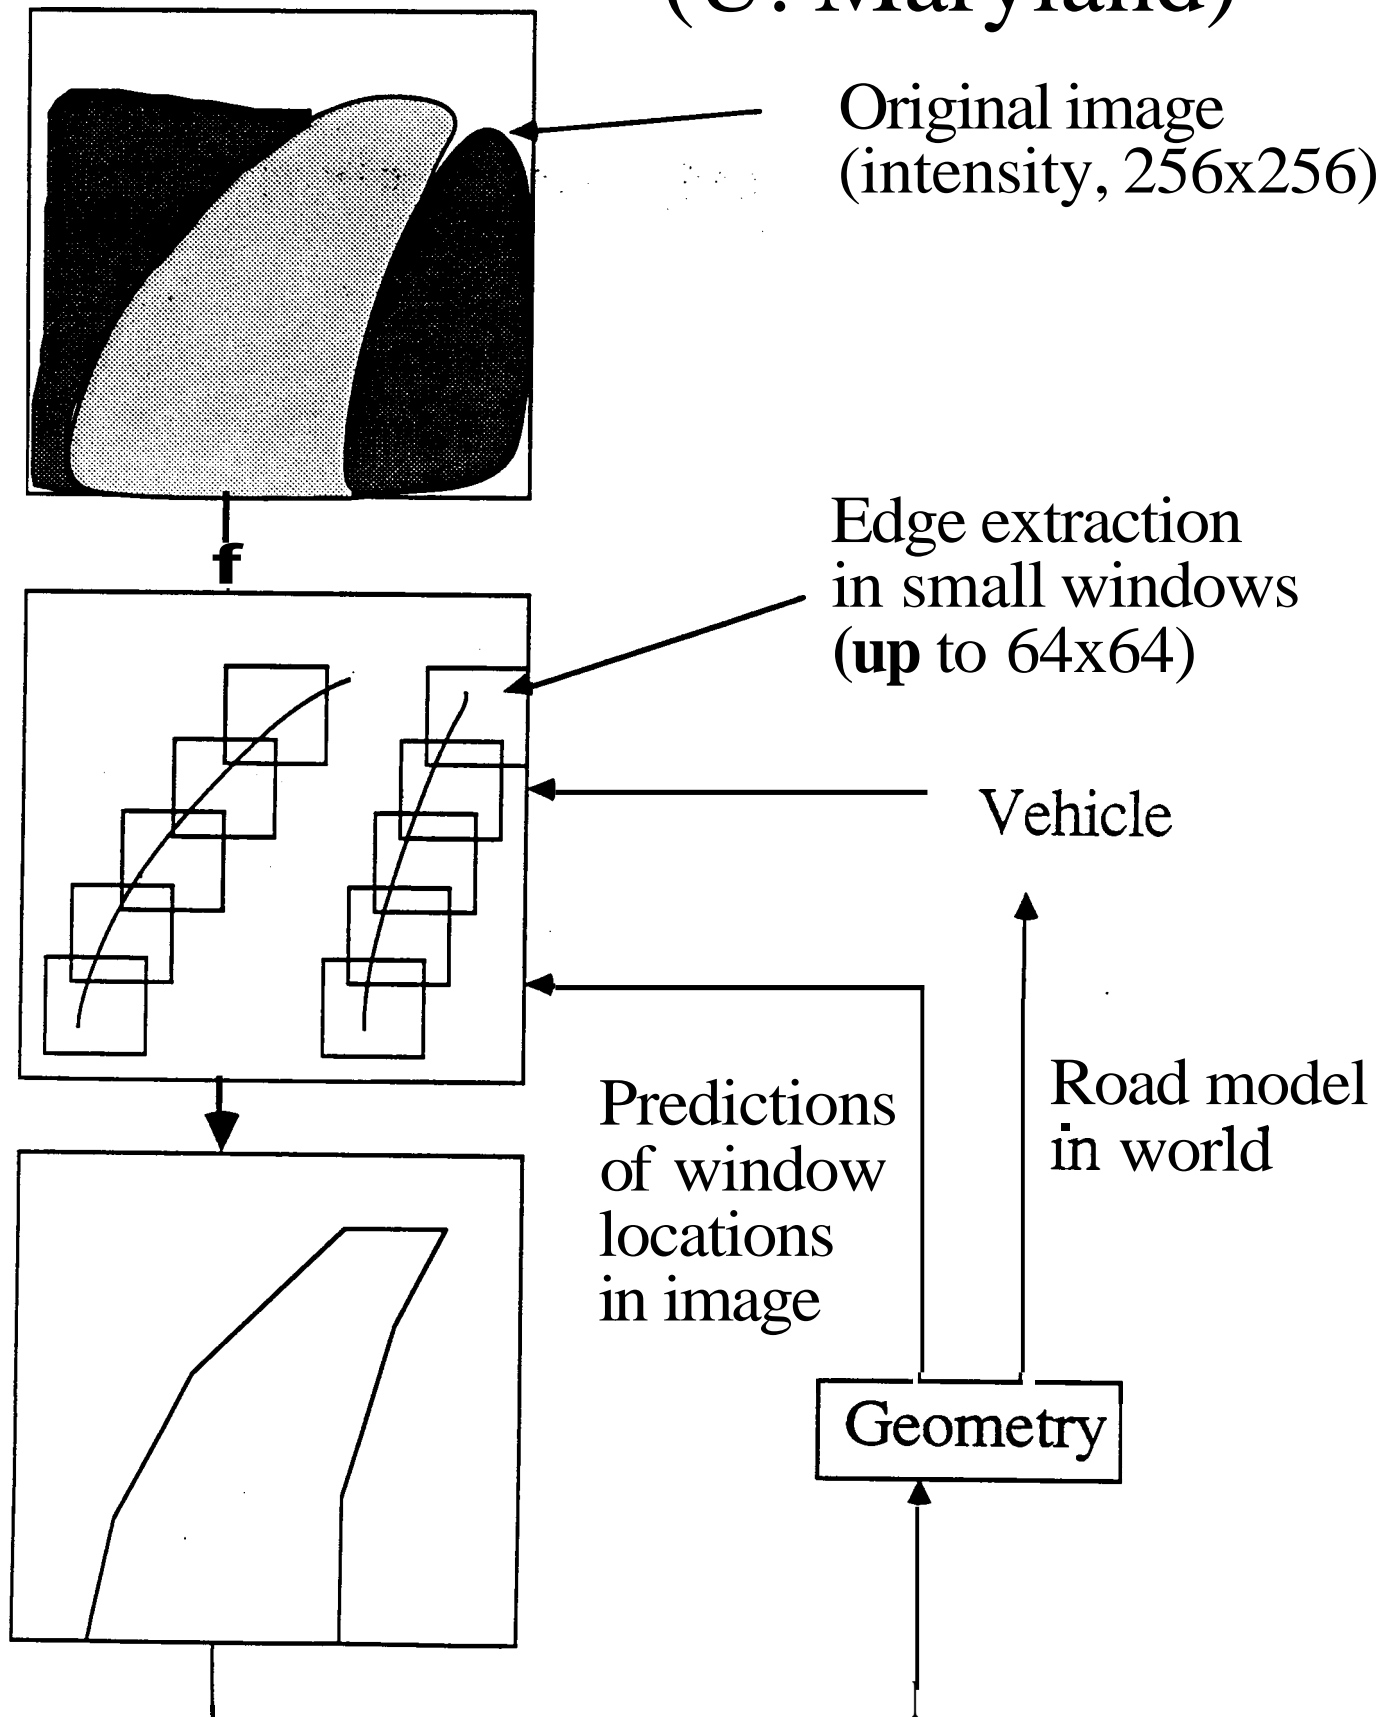 (U. Maryland)
Original image
(intensity, 256x256)
f
Edge extraction
in small windows
(up to 64x64)
Vehicle
Predictions
of window
locations
in image
Road model
in world
Geometry